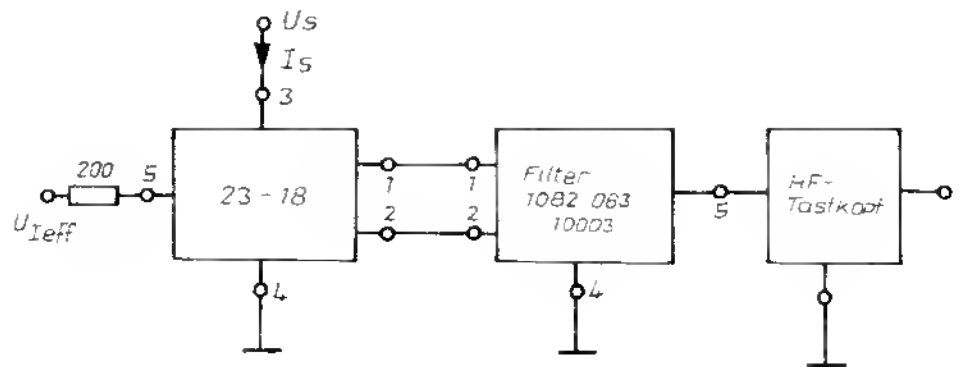 Us
Is
3
200
5
U_Ieff
23-18
1
1
2
2
4
Filter
1082 063
10003
4
5
HF-
Tastkopf